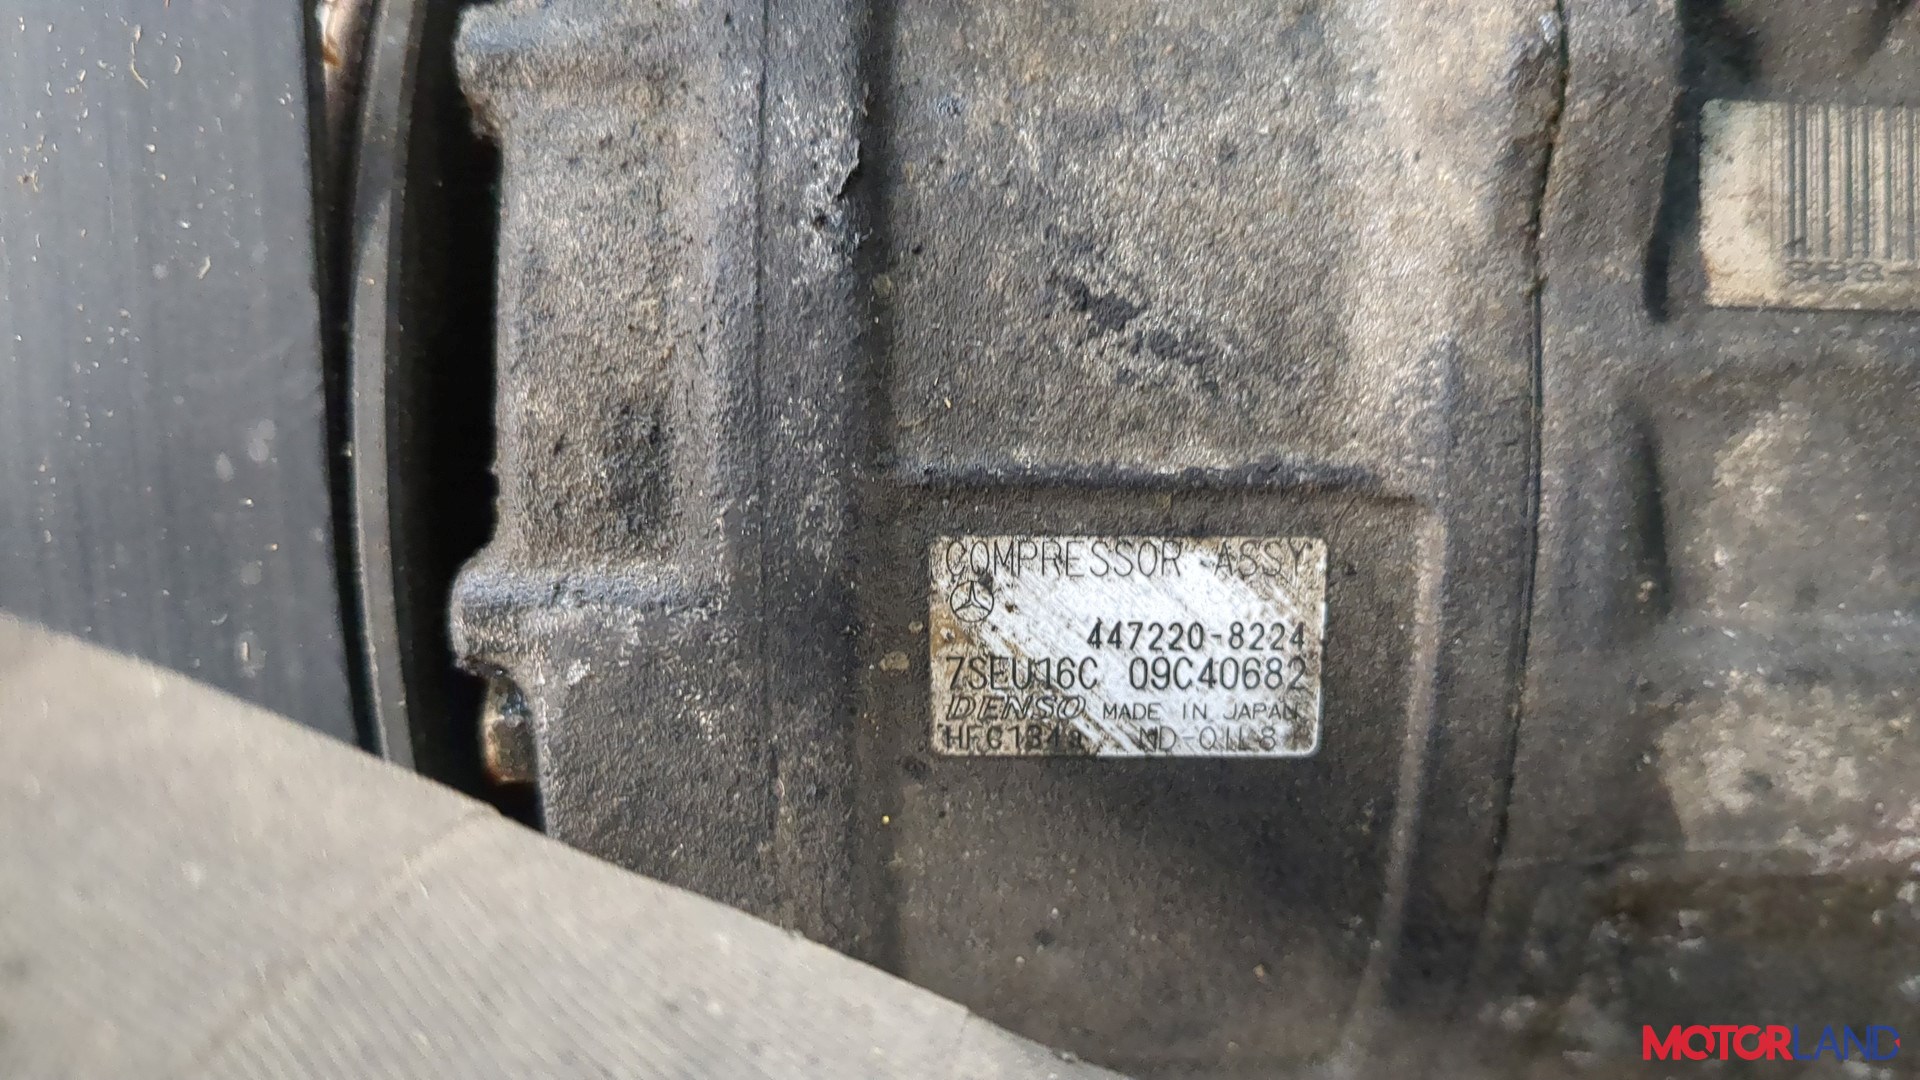 COMPRESSOR ASSY
447220-8224
7SEU16C 09C40682
DENSO MADE IN JAPAN
HFC134a ND-OIL8
MOTORLAND